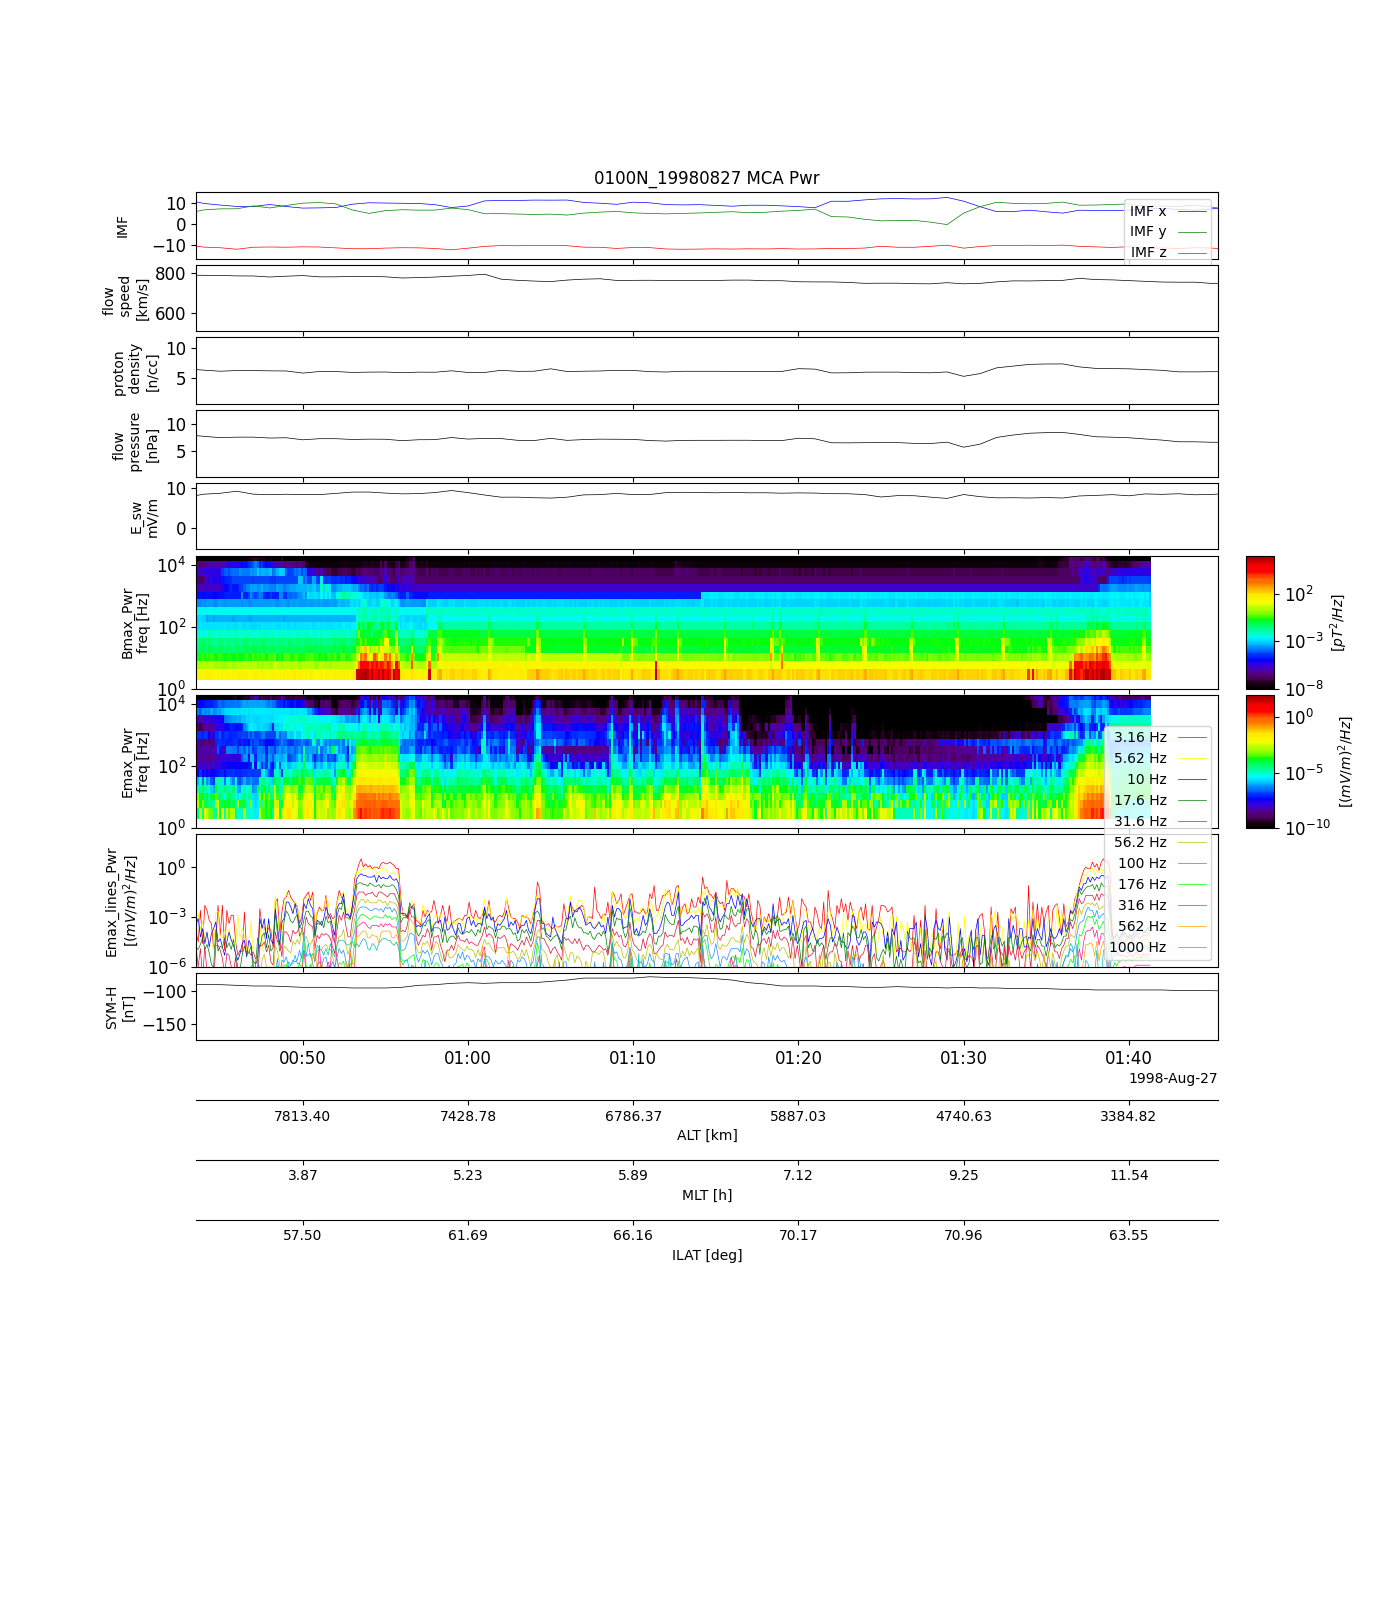 0100N_19980827 MCA Pwr
IMF
10
0
−10
IMF x
IMF y
IMF z
flow
speed
[km/s]
800
600
proton
density
[n/cc]
10
5
flow
pressure
[nPa]
10
5
E_sw
mV/m
10
0
Bmax_Pwr
freq [Hz]
10^4
10^2
10^0
10^2
10^−3
10^−8
[pT^2/Hz]
Emax_Pwr
freq [Hz]
10^4
10^2
10^0
10^0
10^−5
10^−10
[(mV/m)^2/Hz]
3.16 Hz
5.62 Hz
10 Hz
17.6 Hz
31.6 Hz
56.2 Hz
100 Hz
176 Hz
316 Hz
562 Hz
1000 Hz
Emax_lines_Pwr
[(mV/m)^2/Hz]
10^0
10^−3
10^−6
SYM-H
[nT]
−100
−150
00:50 01:00 01:10 01:20 01:30 01:40
1998-Aug-27
7813.40 7428.78 6786.37 5887.03 4740.63 3384.82
ALT [km]
3.87 5.23 5.89 7.12 9.25 11.54
MLT [h]
57.50 61.69 66.16 70.17 70.96 63.55
ILAT [deg]